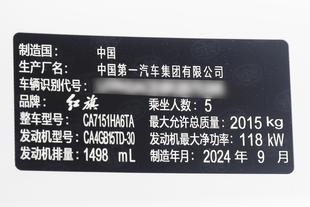 制造国： 中国
生产厂名： 中国第一汽车集团有限公司
车辆识别代号：
品牌： 红旗 乘坐人数：5
整车型号： CA7151HA6TA 最大允许总质量：2015 kg
发动机型号：CA4GB15TD-30 发动机最大净功率：118 kW
发动机排量：1498 mL 制造年月：2024 年 9 月